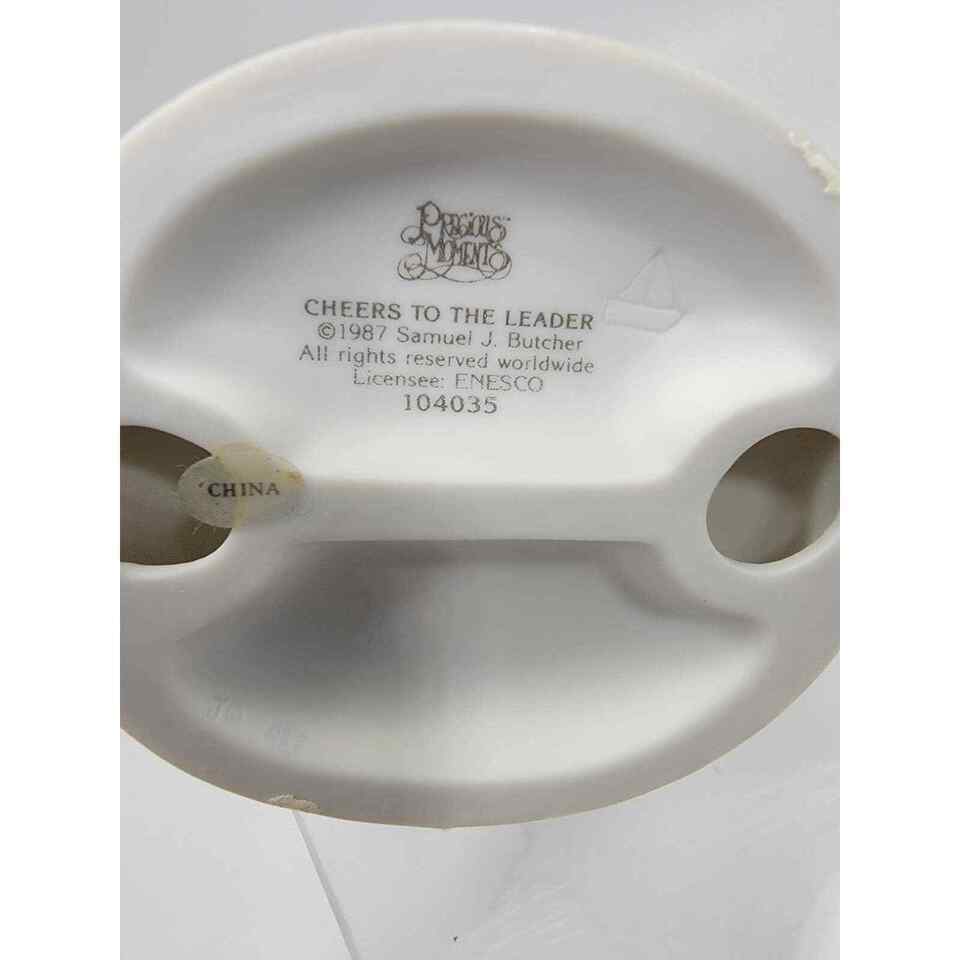 PRECIOUS
MOMENTS
CHEERS TO THE LEADER
©1987 Samuel J. Butcher
All rights reserved worldwide
Licensee: ENESCO
104035
CHINA